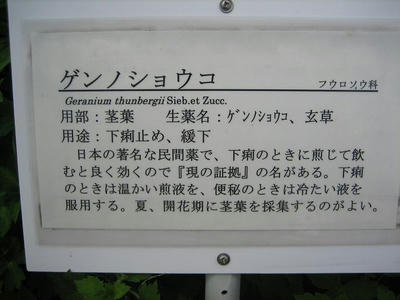 ゲンノショウコ フウロソウ科
Geranium thunbergii Sieb.et Zucc.
用部：茎葉 生薬名：ｹﾞﾝﾉｼｮｳｺ、玄草
用途：下痢止め、緩下
日本の著名な民間薬で、下痢のときに煎じて飲
むと良く効くので『現の証拠』の名がある。下痢
のときは温かい煎液を、便秘のときは冷たい液を
服用する。夏、開花期に茎葉を採集するのがよい。